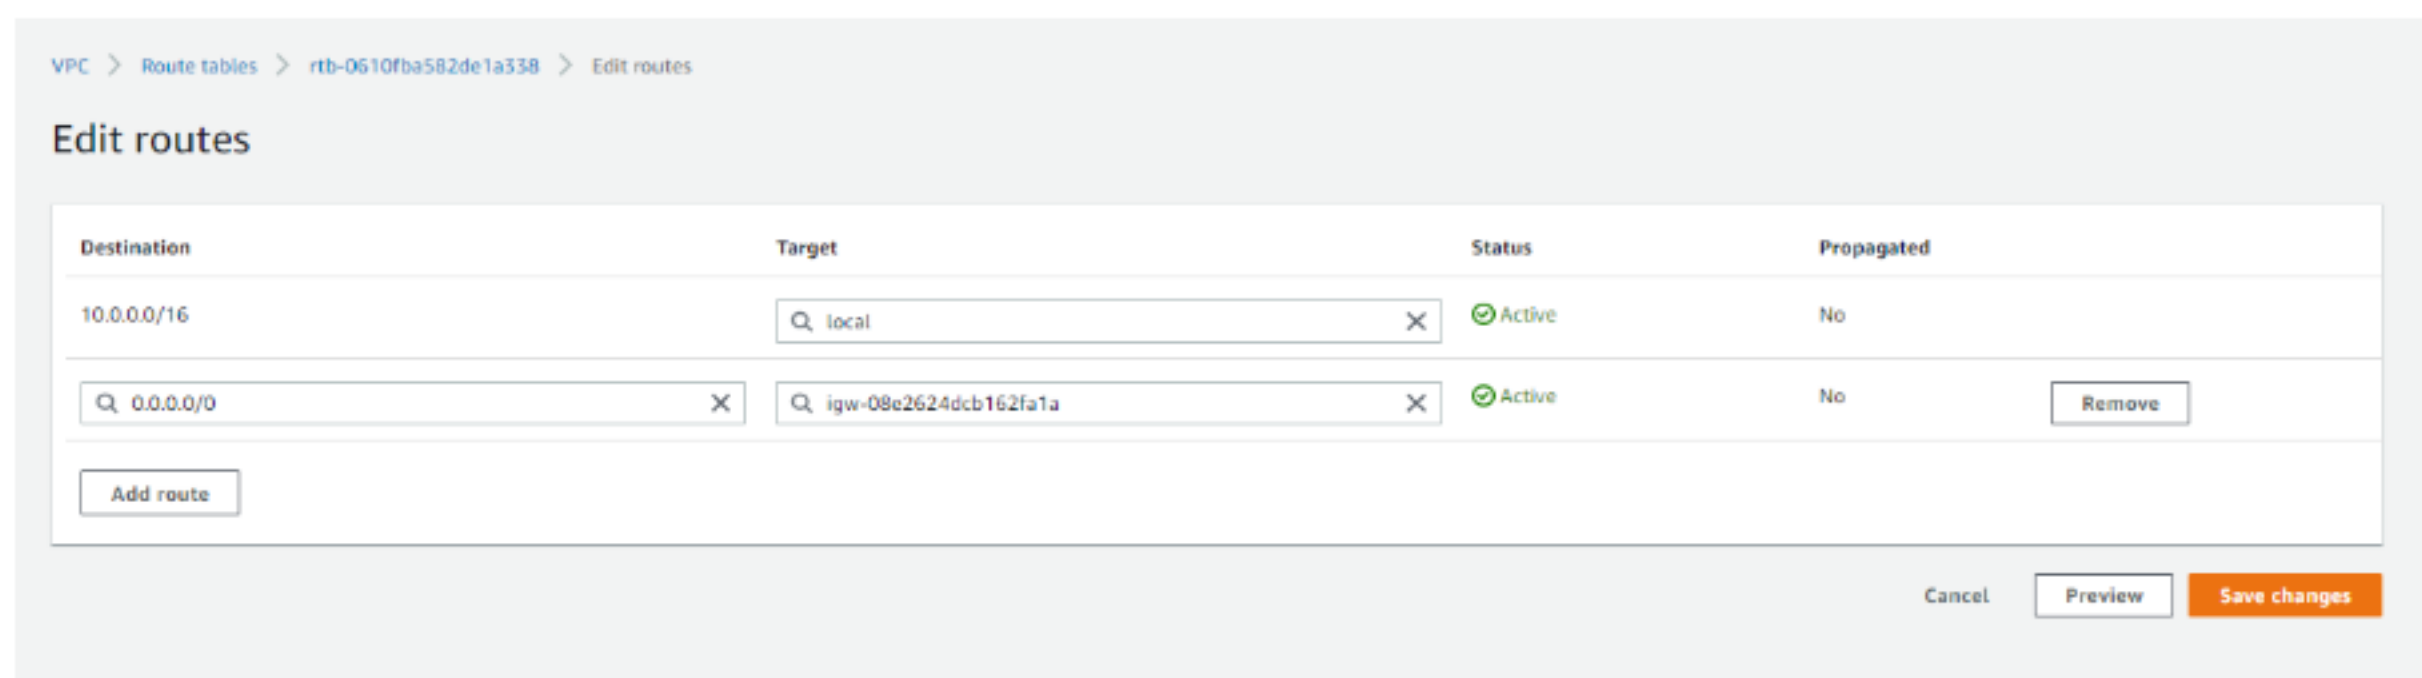 VPC > Route tables > rtb-0610fba582de1a338 > Edit routes
Edit routes
Destination Target Status Propagated
10.0.0.0/16 local Active No
0.0.0.0/0 igw-08e2624dcb162fa1a Active No Remove
Add route
Cancel Preview Save changes